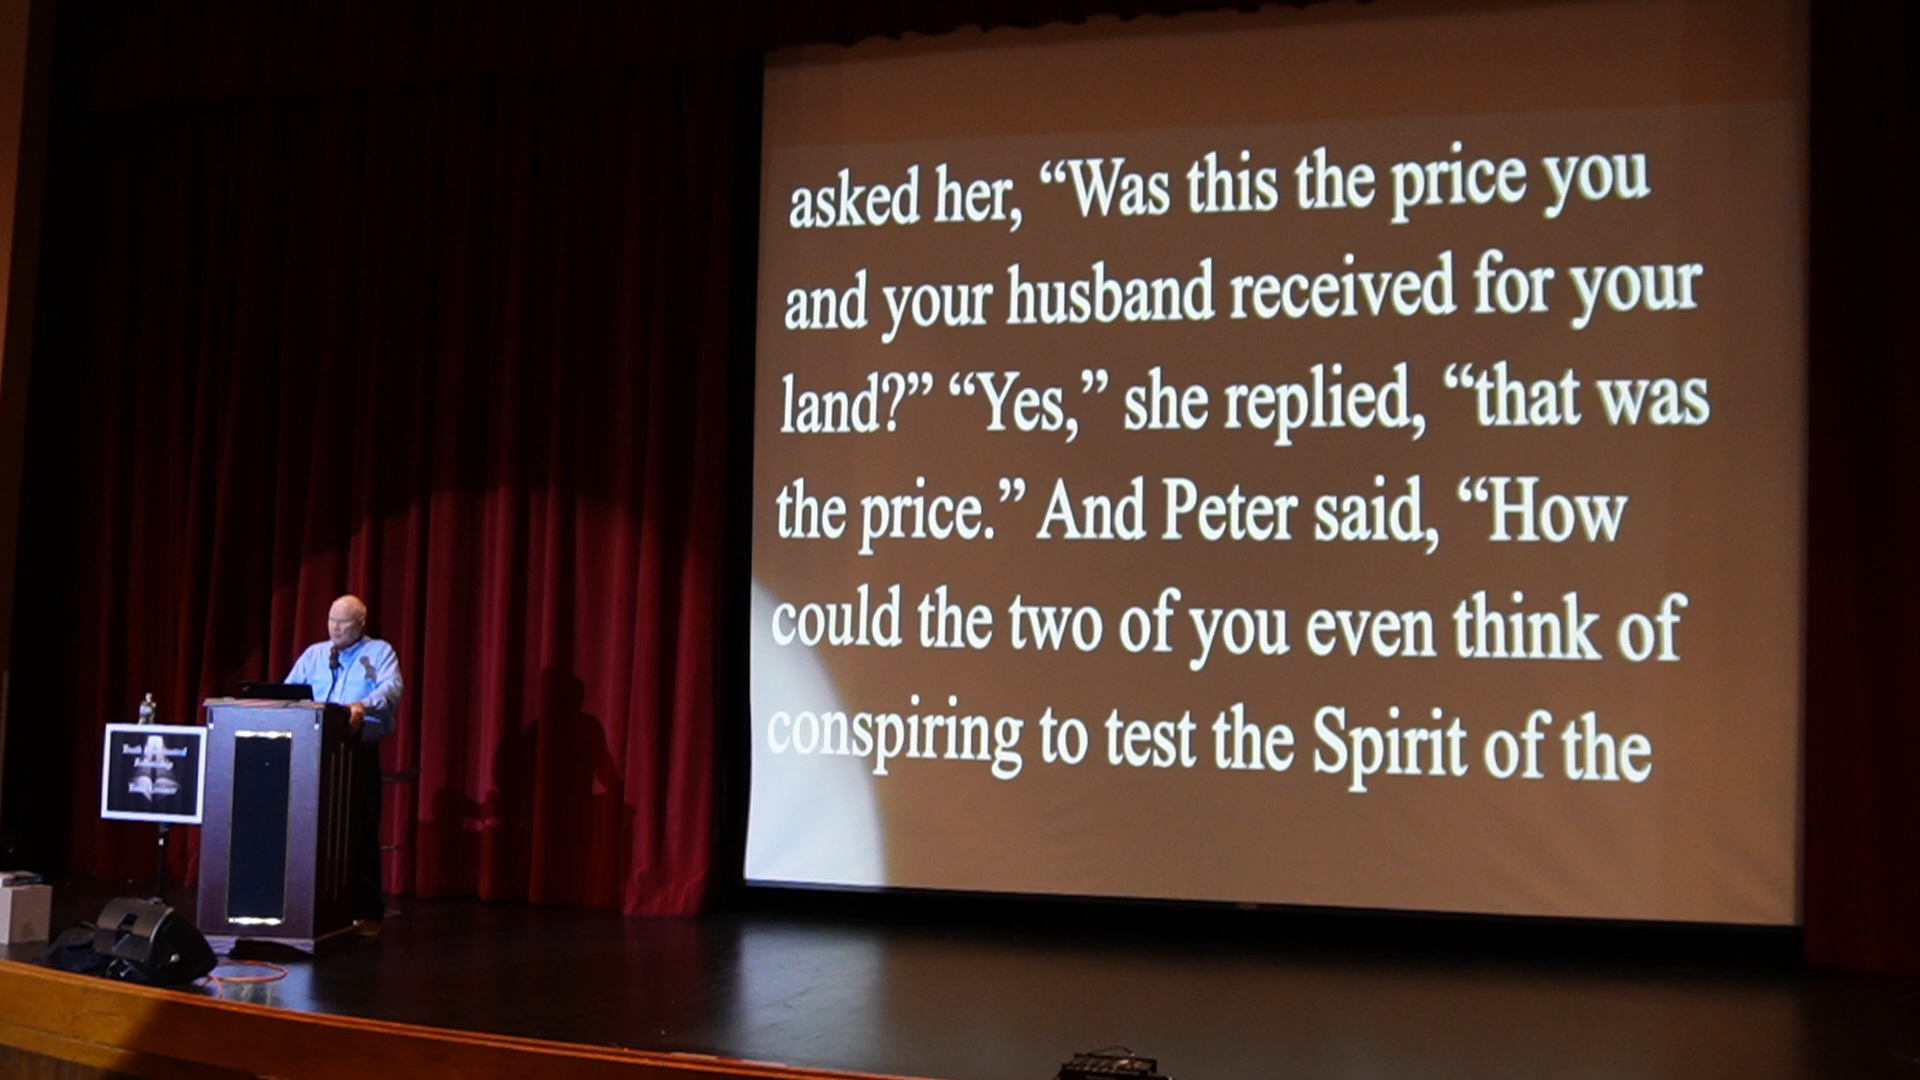 asked her, “Was this the price you
and your husband received for your
land?” “Yes,” she replied, “that was
the price.” And Peter said, “How
could the two of you even think of
conspiring to test the Spirit of the
Truth
Fellowship